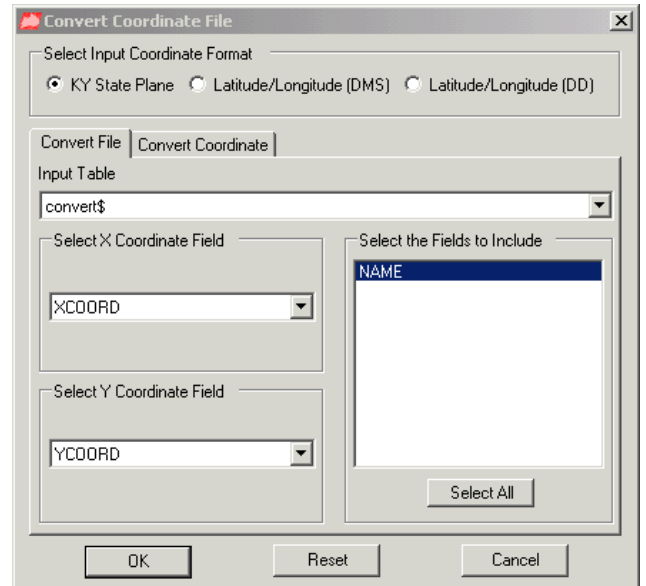 Convert Coordinate File
Select Input Coordinate Format
KY State Plane Latitude/Longitude (DMS) Latitude/Longitude (DD)
Convert File Convert Coordinate
Input Table
convert$
Select X Coordinate Field
XCOORD
Select Y Coordinate Field
YCOORD
Select the Fields to Include
NAME
Select All
OK Reset Cancel